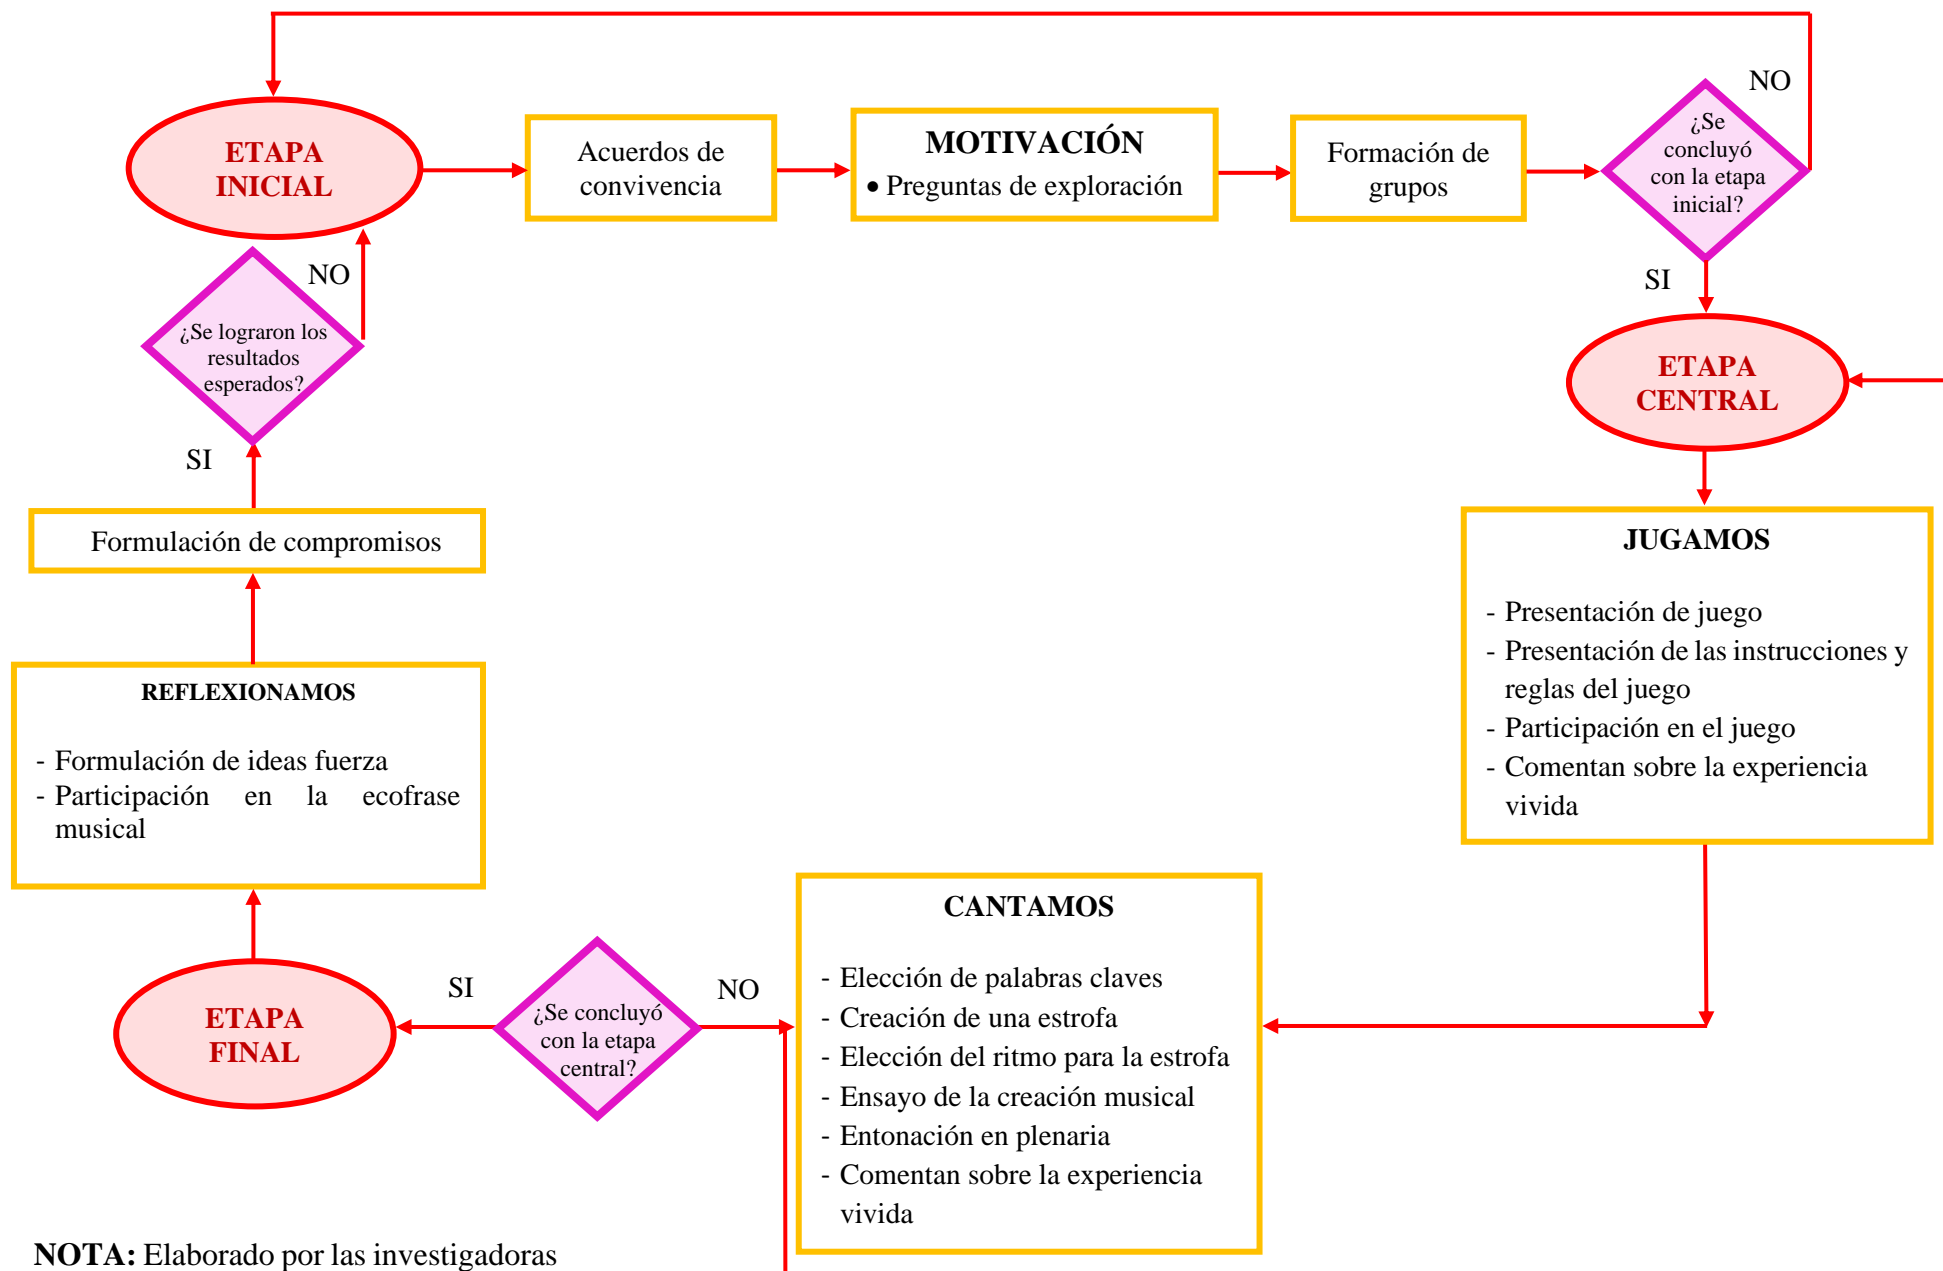 ETAPA
INICIAL
Acuerdos de
convivencia
MOTIVACIÓN
• Preguntas de exploración
Formación de
grupos
¿Se
concluyó
con la etapa
inicial?
NO
SI
ETAPA
CENTRAL
JUGAMOS
- Presentación de juego
- Presentación de las instrucciones y
reglas del juego
- Participación en el juego
- Comentan sobre la experiencia
vivida
CANTAMOS
- Elección de palabras claves
- Creación de una estrofa
- Elección del ritmo para la estrofa
- Ensayo de la creación musical
- Entonación en plenaria
- Comentan sobre la experiencia
vivida
¿Se concluyó
con la etapa
central?
NO
SI
ETAPA
FINAL
REFLEXIONAMOS
- Formulación de ideas fuerza
- Participación en la ecofrase
musical
Formulación de compromisos
SI
¿Se lograron los
resultados
esperados?
NO
NOTA: Elaborado por las investigadoras